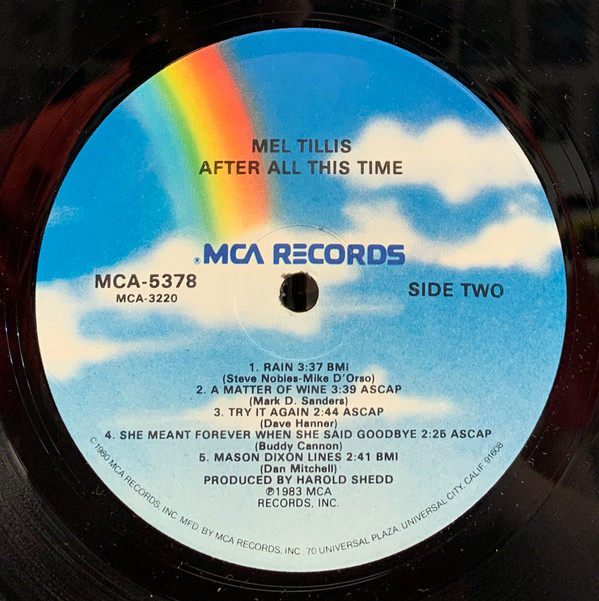 MEL TILLIS
AFTER ALL THIS TIME
®MCA RECORDS
MCA-5378
MCA-3220
SIDE TWO
1. RAIN 3:37 BMI
(Steve Nobles-Mike D'Orso)
2. A MATTER OF WINE 3:39 ASCAP
(Mark D. Sanders)
3. TRY IT AGAIN 2:44 ASCAP
(Dave Hanner)
4. SHE MEANT FOREVER WHEN SHE SAID GOODBYE 2:25 ASCAP
(Buddy Cannon)
5. MASON DIXON LINES 2:41 BMI
(Dan Mitchell)
PRODUCED BY HAROLD SHEDD
℗1983 MCA
RECORDS, INC.
©1980 MCA RECORDS, INC. MFD. BY MCA RECORDS, INC. 70 UNIVERSAL PLAZA, UNIVERSAL CITY, CALIF. 91608